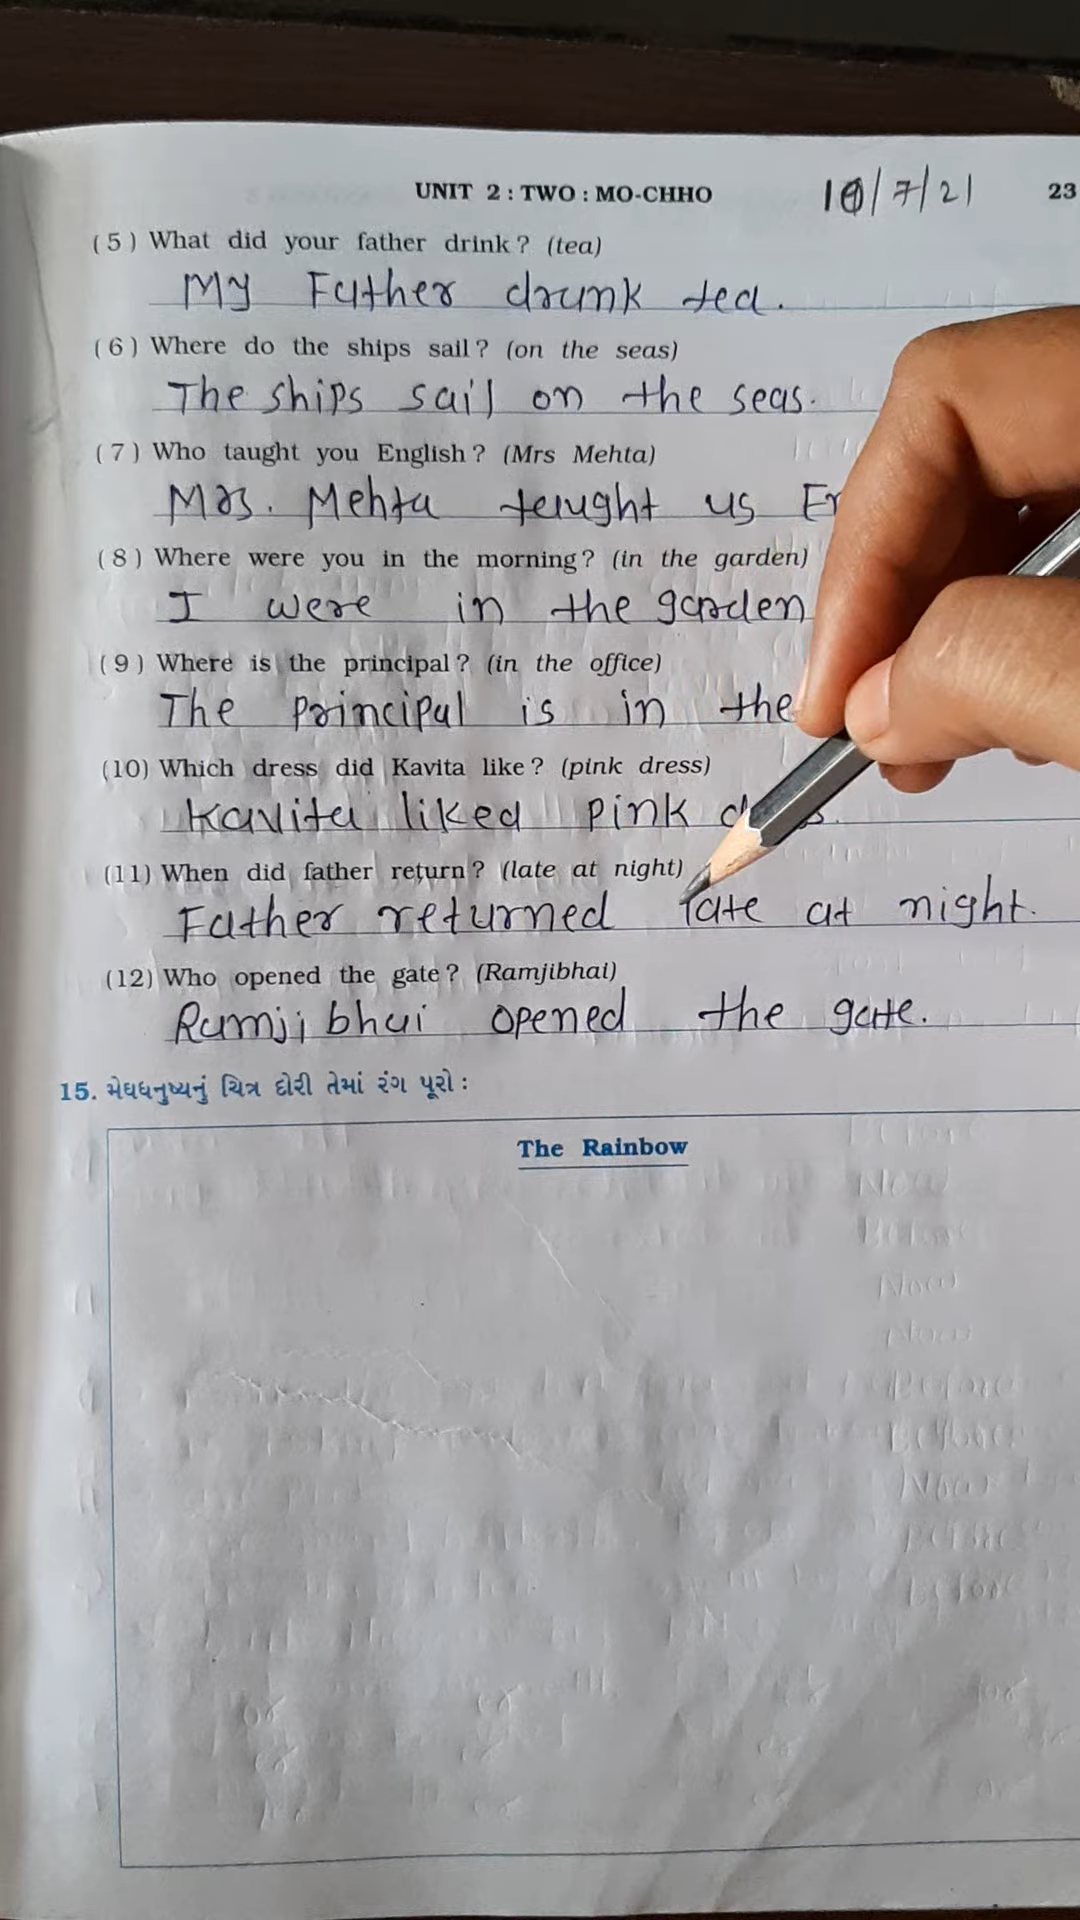 UNIT 2 : TWO : MO-CHHO 10/7/21 23
(5) What did your father drink? (tea)
My Father drunk tea.
(6) Where do the ships sail? (on the seas)
The ships sail on the seas.
(7) Who taught you English? (Mrs Mehta)
Mrs. Mehta taught us
(8) Where were you in the morning? (in the garden)
I were in the garden
(9) Where is the principal? (in the office)
The principal is in the
(10) Which dress did Kavita like? (pink dress)
Kavita liked pink
(11) When did father return? (late at night)
Father returned late at night.
(12) Who opened the gate? (Ramjibhai)
Ramjibhai opened the gate.
15. મેઘધનુષ્યનું ચિત્ર દોરી તેમાં રંગ પૂરો :
The Rainbow